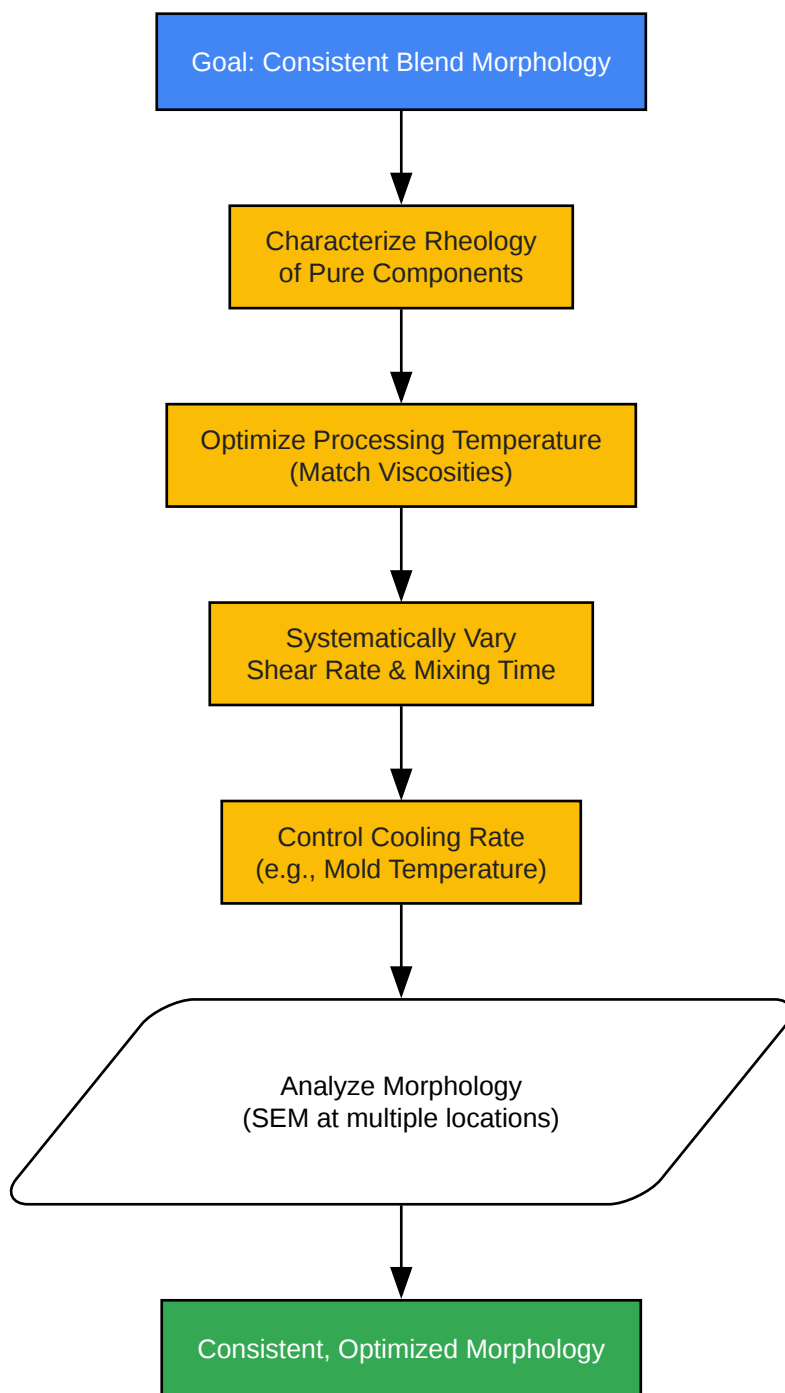 Goal: Consistent Blend Morphology
Characterize Rheology
of Pure Components
Optimize Processing Temperature
(Match Viscosities)
Systematically Vary
Shear Rate & Mixing Time
Control Cooling Rate
(e.g., Mold Temperature)
Analyze Morphology
(SEM at multiple locations)
Consistent, Optimized Morphology